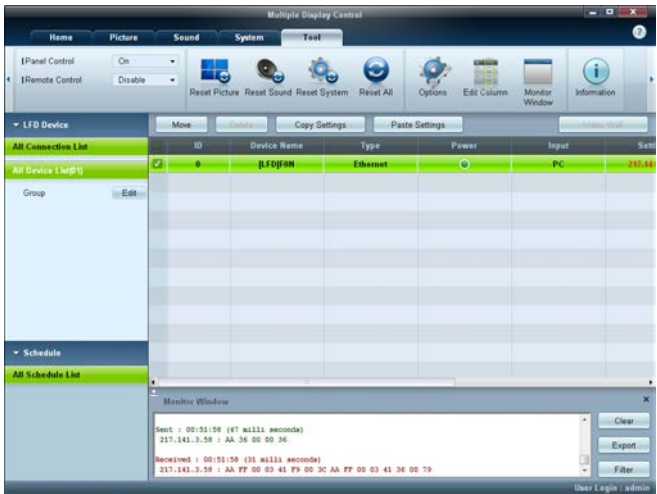 Multiple Display Control
Home Picture Sound System Tool
Panel Control On
Remote Control Disable
Reset Picture Reset Sound Reset System Reset All Options Edit Column Monitor Window Information
LFD Device
Move Delete Copy Settings Paste Settings Video Wall
All Connection List
ID Device Name Type Power Input Setti
All Device List(01)
0 [LFD]F0N Ethernet PC 217.141
Group Edit
Schedule
All Schedule List
Monitor Window
Sent : 00:51:58 (47 milli seconds)
217.141.3.58 : AA 36 00 00 36
Received : 00:51:58 (31 milli seconds)
217.141.3.58 : AA FF 00 03 41 F9 00 3C AA FF 00 03 41 36 00 79
Clear
Export
Filter
User Login : admin